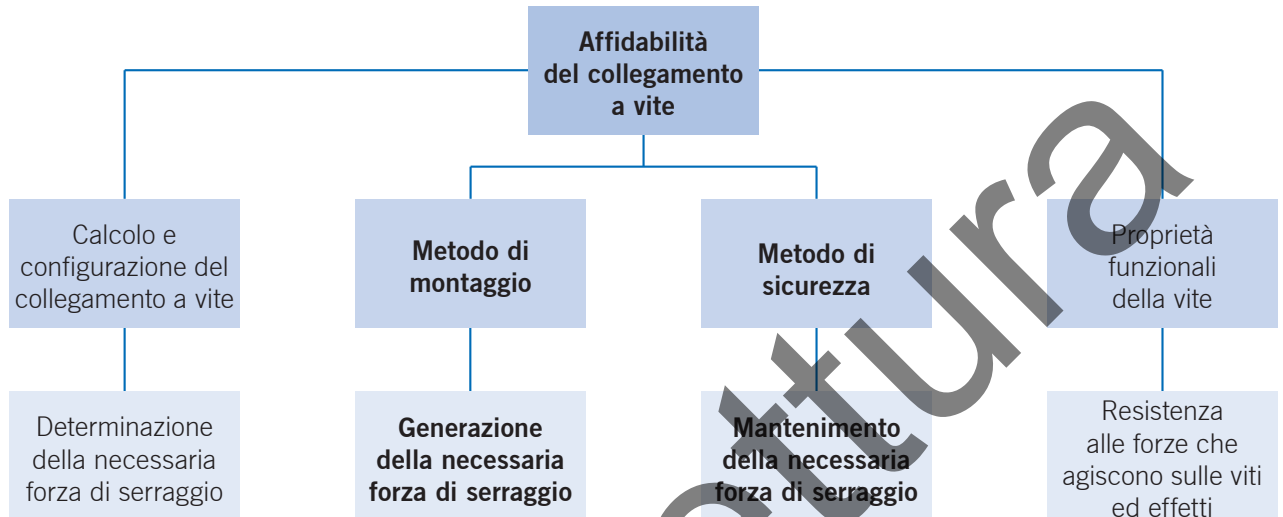 Affidabilità
del collegamento
a vite
Calcolo e
configurazione del
collegamento a vite
Metodo di
montaggio
Metodo di
sicurezza
Proprietà
funzionali
della vite
Determinazione
della necessaria
forza di serraggio
Generazione
della necessaria
forza di serraggio
Mantenimento
della necessaria
forza di serraggio
Resistenza
alle forze che
agiscono sulle viti
ed effetti